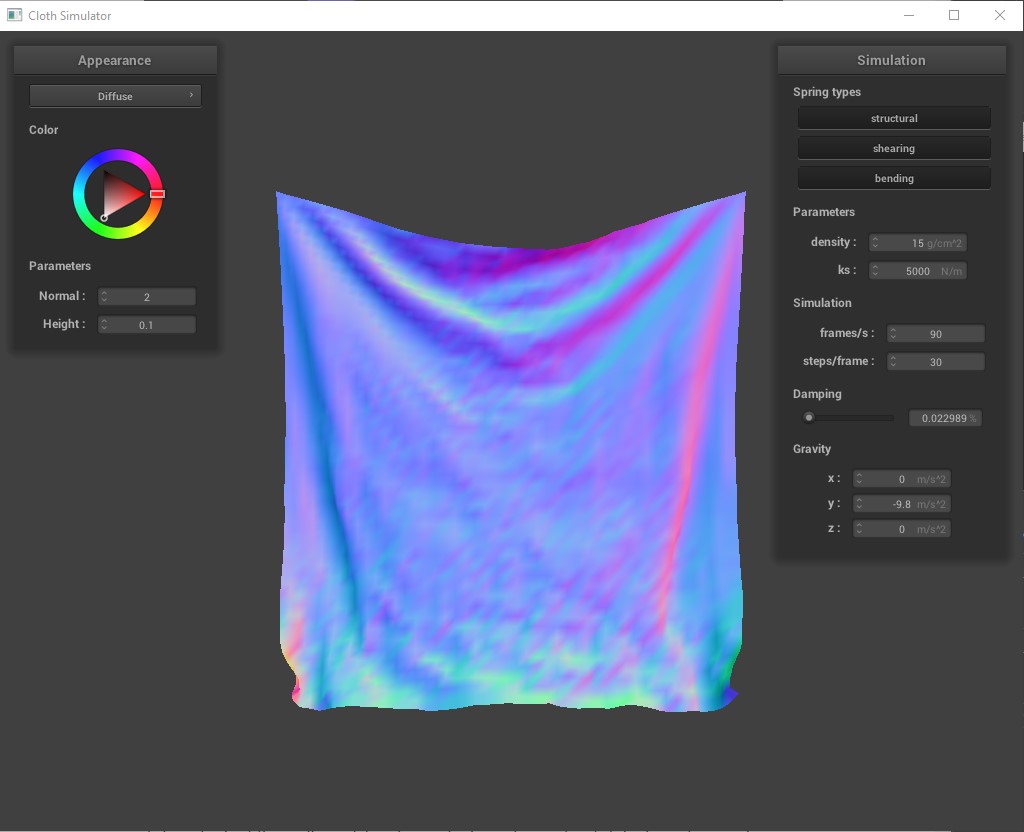 Cloth Simulator
Appearance
Diffuse
Color
Parameters
Normal : 2
Height : 0.1
Simulation
Spring types
structural
shearing
bending
Parameters
density : 15 g/cm^2
ks : 5000 N/m
Simulation
frames/s : 90
steps/frame : 30
Damping
0.022989 %
Gravity
x : 0 m/s^2
y : -9.8 m/s^2
z : 0 m/s^2